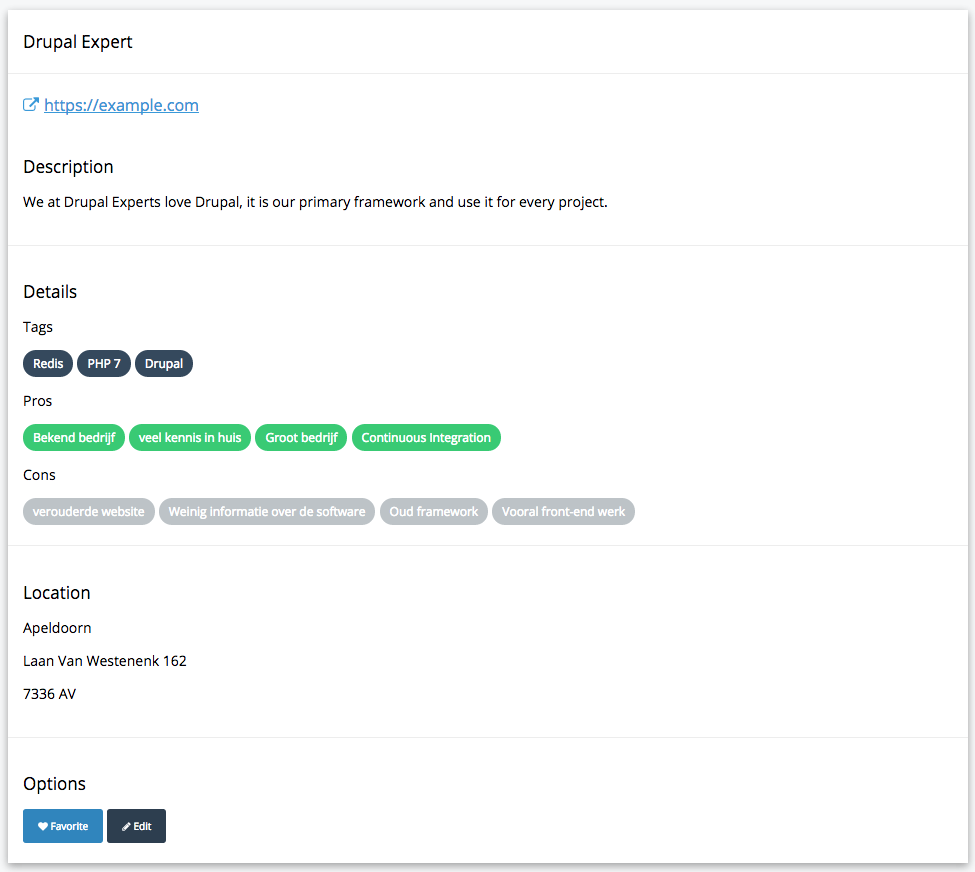 Drupal Expert
https://example.com
Description
We at Drupal Experts love Drupal, it is our primary framework and use it for every project.
Details
Tags
Redis PHP 7 Drupal
Pros
Bekend bedrijf veel kennis in huis Groot bedrijf Continuous Integration
Cons
verouderde website Weinig informatie over de software Oud framework Vooral front-end werk
Location
Apeldoorn
Laan Van Westenenk 162
7336 AV
Options
Favorite Edit